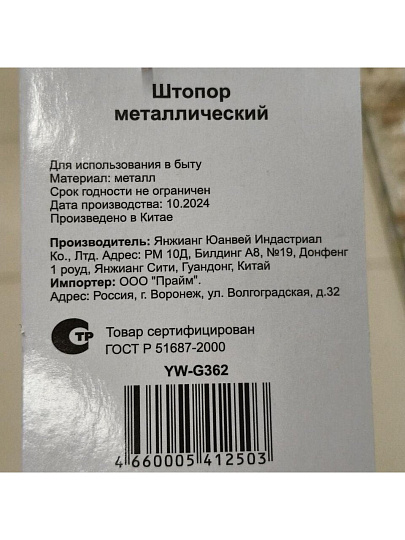 Штопор
металлический
Для использования в быту
Материал: металл
Срок годности не ограничен
Дата производства: 10.2024
Произведено в Китае
Производитель: Янжианг Юанвей Индастриал
Ко., Лтд. Адрес: РМ 10Д, Билдинг А8, №19, Донфенг
1 роуд, Янжианг Сити, Гуандонг, Китай
Импортер: ООО "Прайм".
Адрес: Россия, г. Воронеж, ул. Волгоградская, д.32
СТР
Товар сертифицирован
ГОСТ Р 51687-2000
YW-G362
4 660005 412503